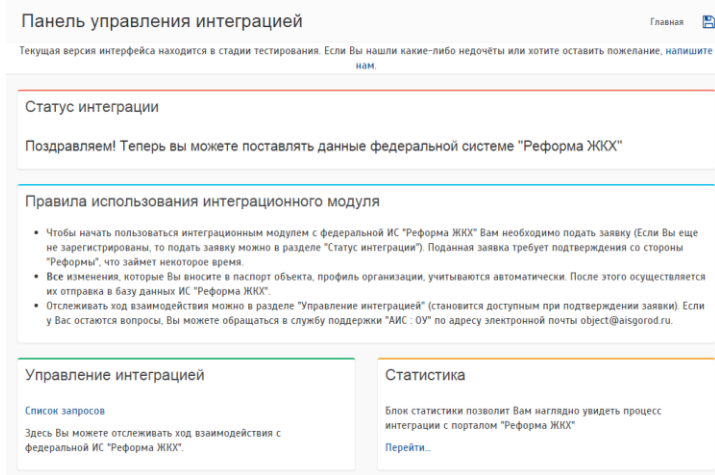 Панель управления интеграцией
Главная
Текущая версия интерфейса находится в стадии тестирования. Если Вы нашли какие-либо недочёты или хотите оставить пожелание, напишите
нам.
Статус интеграции
Поздравляем! Теперь вы можете поставлять данные федеральной системе "Реформа ЖКХ"
Правила использования интеграционного модуля
• Чтобы начать пользоваться интеграционным модулем с федеральной ИС "Реформа ЖКХ" Вам необходимо подать заявку (Если Вы еще
не зарегистрированы, то подать заявку можно в разделе "Статус интеграции"). Поданная заявка требует подтверждения со стороны
"Реформы", что займет некоторое время.
• Все изменения, которые Вы вносите в паспорт объекта, профиль организации, учитываются автоматически. После этого осуществляется
их отправка в базу данных ИС "Реформа ЖКХ".
• Отслеживать ход взаимодействия можно в разделе "Управление интеграцией" (становится доступным при подтверждении заявки). Если
у Вас остаются вопросы, Вы можете обращаться в службу поддержки "АИС : ОУ" по адресу электронной почты object@aisgorod.ru.
Управление интеграцией
Список запросов
Здесь Вы можете отслеживать ход взаимодействия с
федеральной ИС "Реформа ЖКХ".
Статистика
Блок статистики позволит Вам наглядно увидеть процесс
интеграции с порталом "Реформа ЖКХ"
Перейти...